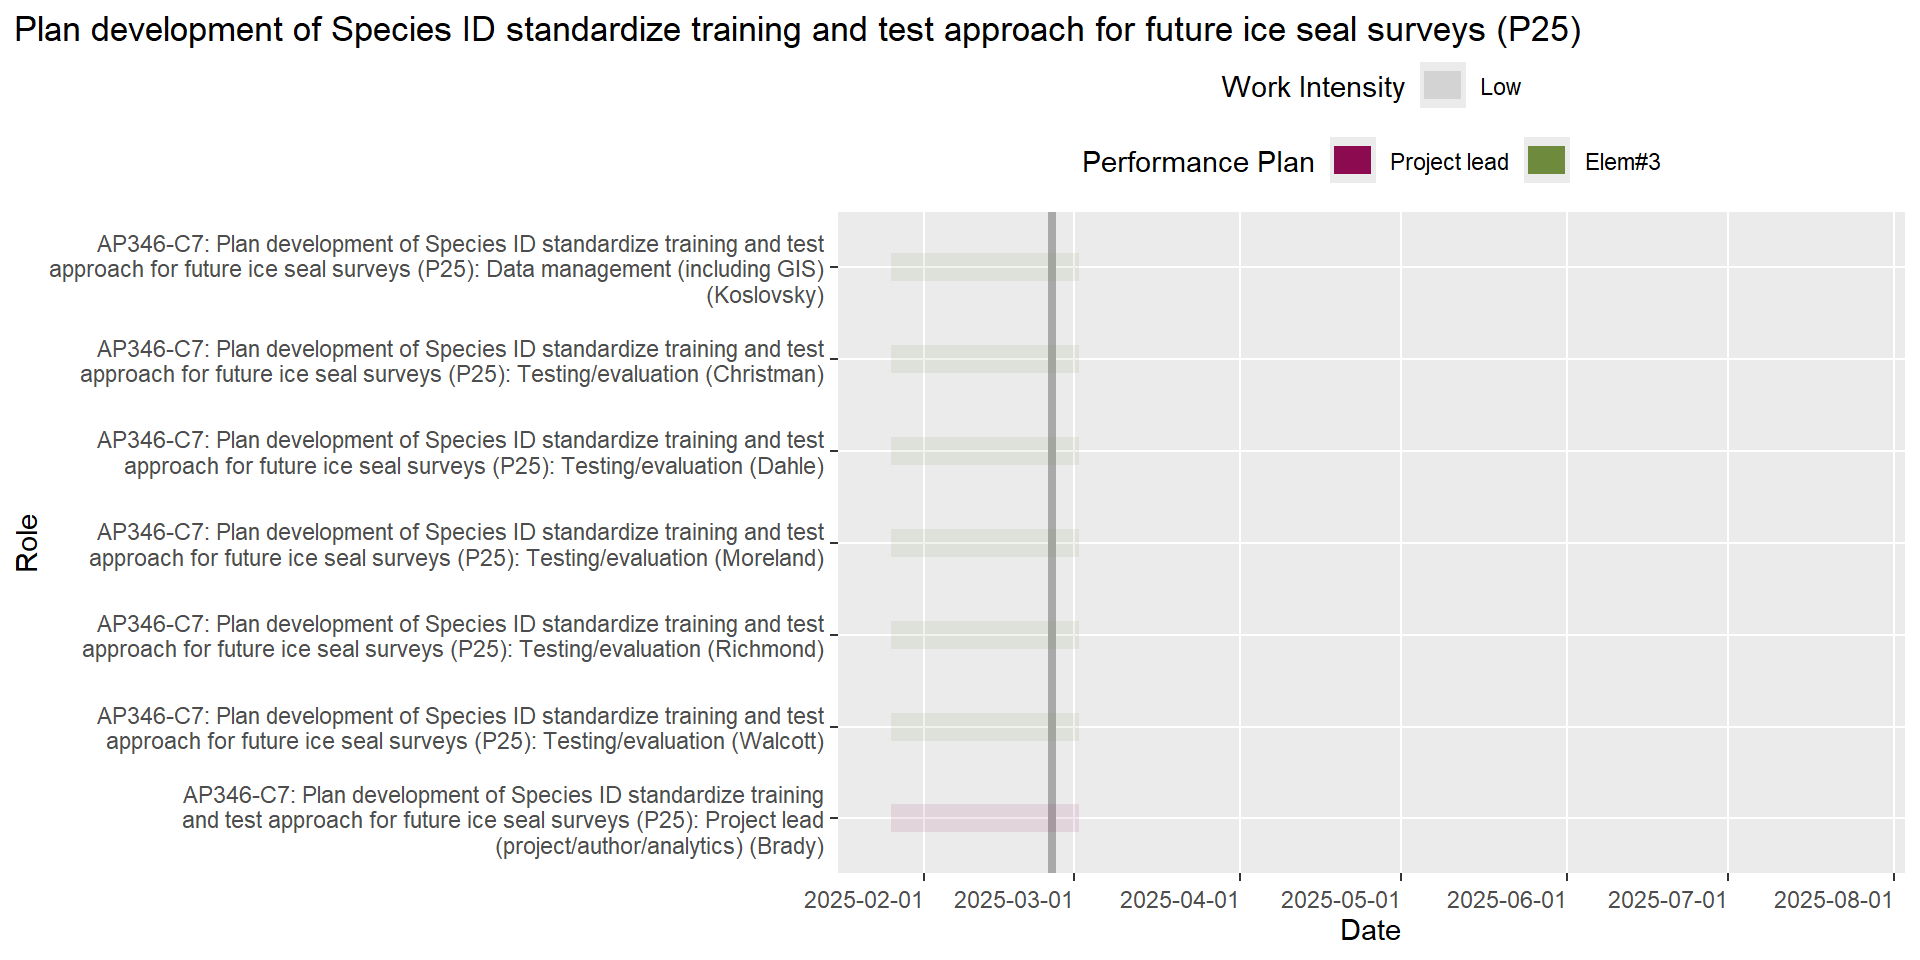 Plan development of Species ID standardize training and test approach for future ice seal surveys (P25)
Work Intensity Low
Performance Plan Project lead Elem#3
AP346-C7: Plan development of Species ID standardize training and test
approach for future ice seal surveys (P25): Data management (including GIS)
(Koslovsky)
AP346-C7: Plan development of Species ID standardize training and test
approach for future ice seal surveys (P25): Testing/evaluation (Christman)
AP346-C7: Plan development of Species ID standardize training and test
approach for future ice seal surveys (P25): Testing/evaluation (Dahle)
AP346-C7: Plan development of Species ID standardize training and test
approach for future ice seal surveys (P25): Testing/evaluation (Moreland)
AP346-C7: Plan development of Species ID standardize training and test
approach for future ice seal surveys (P25): Testing/evaluation (Richmond)
AP346-C7: Plan development of Species ID standardize training and test
approach for future ice seal surveys (P25): Testing/evaluation (Walcott)
AP346-C7: Plan development of Species ID standardize training
and test approach for future ice seal surveys (P25): Project lead
(project/author/analytics) (Brady)
Role
2025-02-01 2025-03-01 2025-04-01 2025-05-01 2025-06-01 2025-07-01 2025-08-01
Date